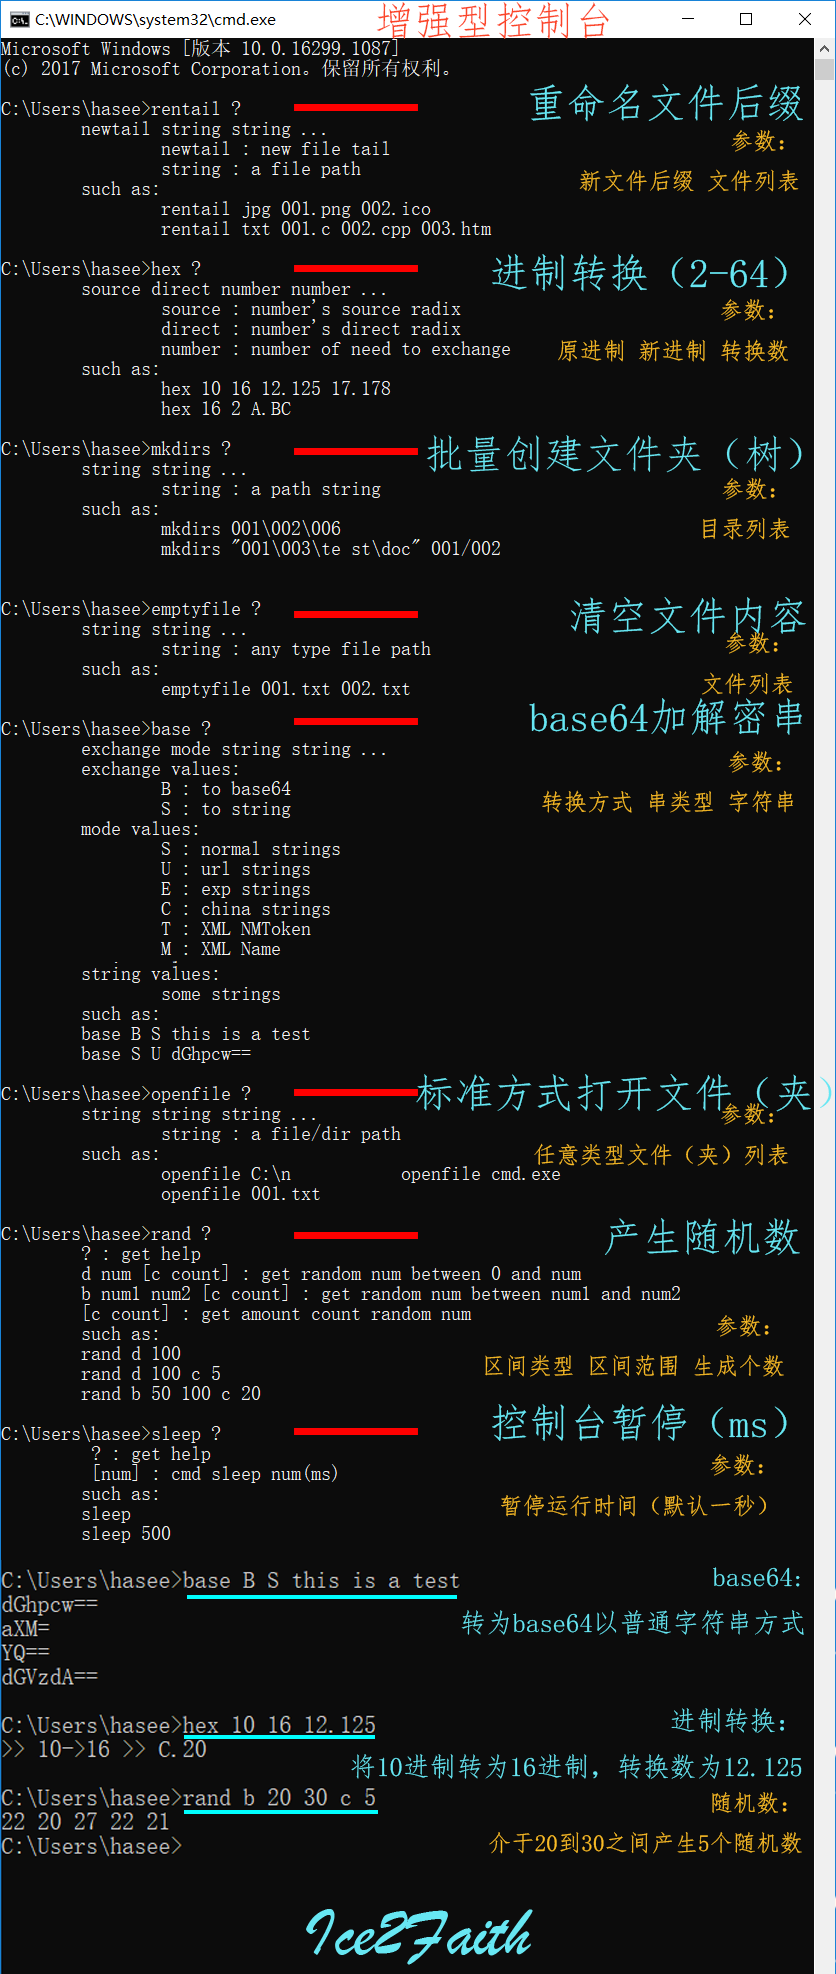 C:\WINDOWS\system32\cmd.exe
增强型控制台
Microsoft Windows [版本 10.0.16299.1087]
(c) 2017 Microsoft Corporation。保留所有权利。
C:\Users\hasee>rentail ?
重命名文件后缀
newtail string string ...
参数：
newtail : new file tail
string : a file path
新文件后缀 文件列表
such as:
rentail jpg 001.png 002.ico
rentail txt 001.c 002.cpp 003.htm
C:\Users\hasee>hex ?
进制转换（2-64）
source direct number number ...
source : number's source radix
参数：
direct : number's direct radix
number : number of need to exchange
原进制 新进制 转换数
such as:
hex 10 16 12.125 17.178
hex 16 2 A.BC
C:\Users\hasee>mkdirs ?
批量创建文件夹（树）
string string ...
string : a path string
参数：
such as:
mkdirs 001\002\006
目录列表
mkdirs "001\003\te st\doc" 001/002
C:\Users\hasee>emptyfile ?
清空文件内容
string string ...
string : any type file path
参数：
such as:
emptyfile 001.txt 002.txt
文件列表
C:\Users\hasee>base ?
base64加解密串
exchange mode string string ...
exchange values:
参数：
B : to base64
S : to string
转换方式 串类型 字符串
mode values:
S : normal strings
U : url strings
E : exp strings
C : china strings
T : XML NMToken
M : XML Name
string values:
some strings
such as:
base B S this is a test
base S U dGhpcw==
C:\Users\hasee>openfile ?
标准方式打开文件（夹）
string string string ...
参数：
string : a file/dir path
such as:
任意类型文件（夹）列表
openfile C:\n openfile cmd.exe
openfile 001.txt
C:\Users\hasee>rand ?
产生随机数
? : get help
d num [c count] : get random num between 0 and num
b num1 num2 [c count] : get random num between num1 and num2
[c count] : get amount count random num
参数：
such as:
rand d 100
区间类型 区间范围 生成个数
rand d 100 c 5
rand b 50 100 c 20
C:\Users\hasee>sleep ?
控制台暂停（ms）
? : get help
参数：
[num] : cmd sleep num(ms)
such as:
sleep
暂停运行时间（默认一秒）
sleep 500
C:\Users\hasee>base B S this is a test
base64:
dGhpcw==
aXM=
转为base64以普通字符串方式
YQ==
dGVzdA==
C:\Users\hasee>hex 10 16 12.125
进制转换：
>> 10->16 >> C.20
将10进制转为16进制，转换数为12.125
C:\Users\hasee>rand b 20 30 c 5
随机数：
22 20 27 22 21
C:\Users\hasee>
介于20到30之间产生5个随机数
Ice2Faith